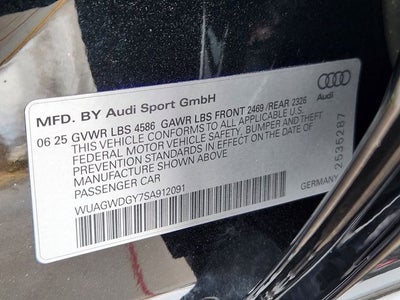 MFD. BY Audi Sport GmbH
06 25 GVWR LBS 4586 GAWR LBS FRONT 2469 /REAR 2326
THIS VEHICLE CONFORMS TO ALL APPLICABLE U.S.
FEDERAL MOTOR VEHICLE SAFETY, BUMPER AND THEFT
PREVENTION STANDARDS IN EFFECT ON THE DATE OF
MANUFACTURE SHOWN ABOVE.
PASSENGER CAR
WUAGWDGY7SA912091
Audi
GERMANY
2535287